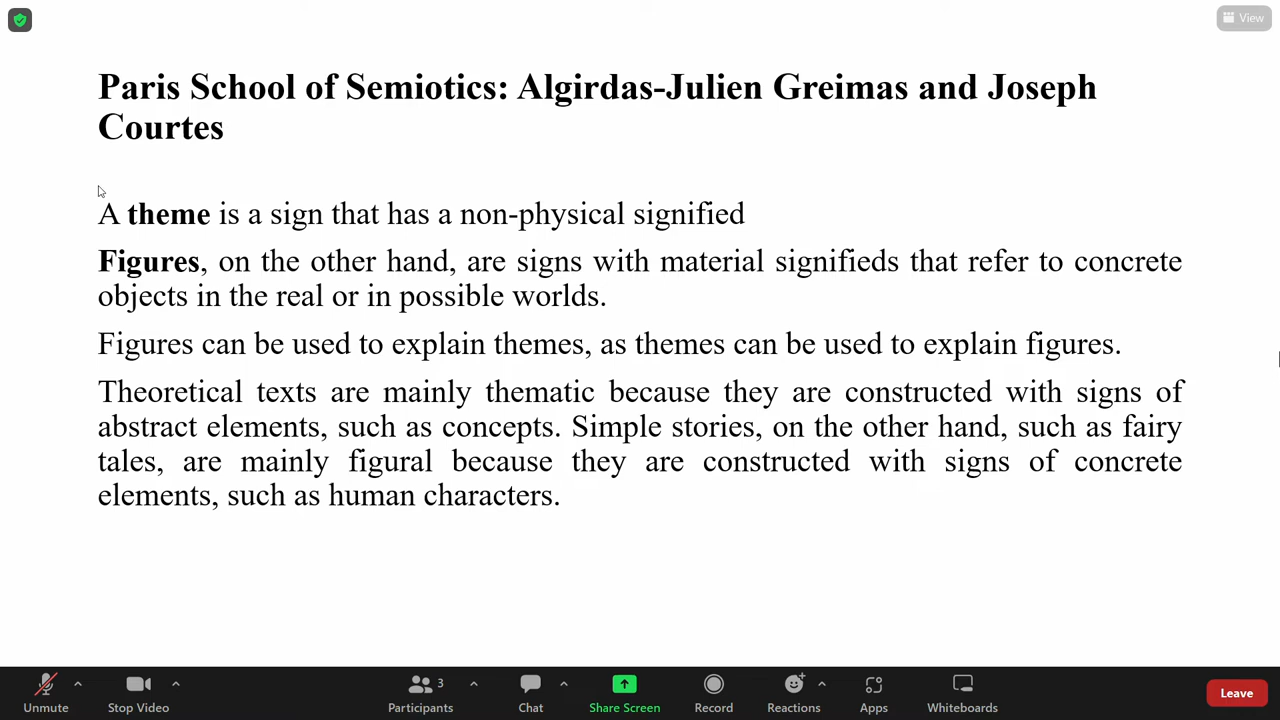 View
Paris School of Semiotics: Algirdas-Julien Greimas and Joseph
Courtes
A theme is a sign that has a non-physical signified
Figures, on the other hand, are signs with material signifieds that refer to concrete
objects in the real or in possible worlds.
Figures can be used to explain themes, as themes can be used to explain figures.
Theoretical texts are mainly thematic because they are constructed with signs of
abstract elements, such as concepts. Simple stories, on the other hand, such as fairy
tales, are mainly figural because they are constructed with signs of concrete
elements, such as human characters.
3
Unmute Stop Video Participants Chat Share Screen Record Reactions Apps Whiteboards Leave